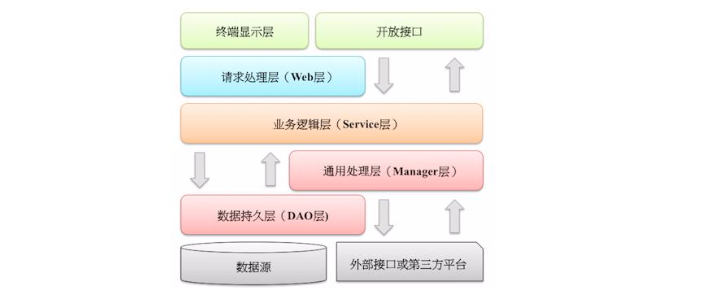 终端显示层
开放接口
请求处理层（Web层）
业务逻辑层（Service层）
通用处理层（Manager层）
数据持久层（DAO层)
数据源
外部接口或第三方平台